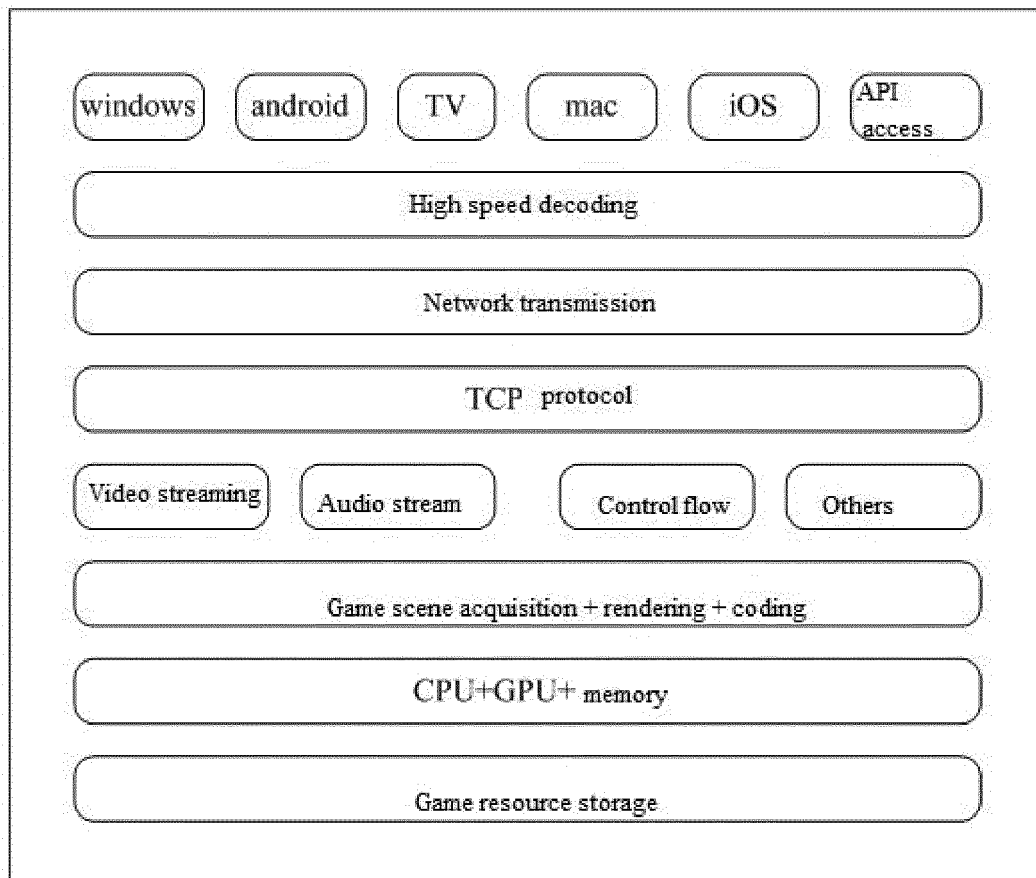 windows android TV mac iOS API
access
High speed decoding
Network transmission
TCP protocol
Video streaming Audio stream Control flow Others
Game scene acquisition + rendering + coding
CPU+GPU+ memory
Game resource storage